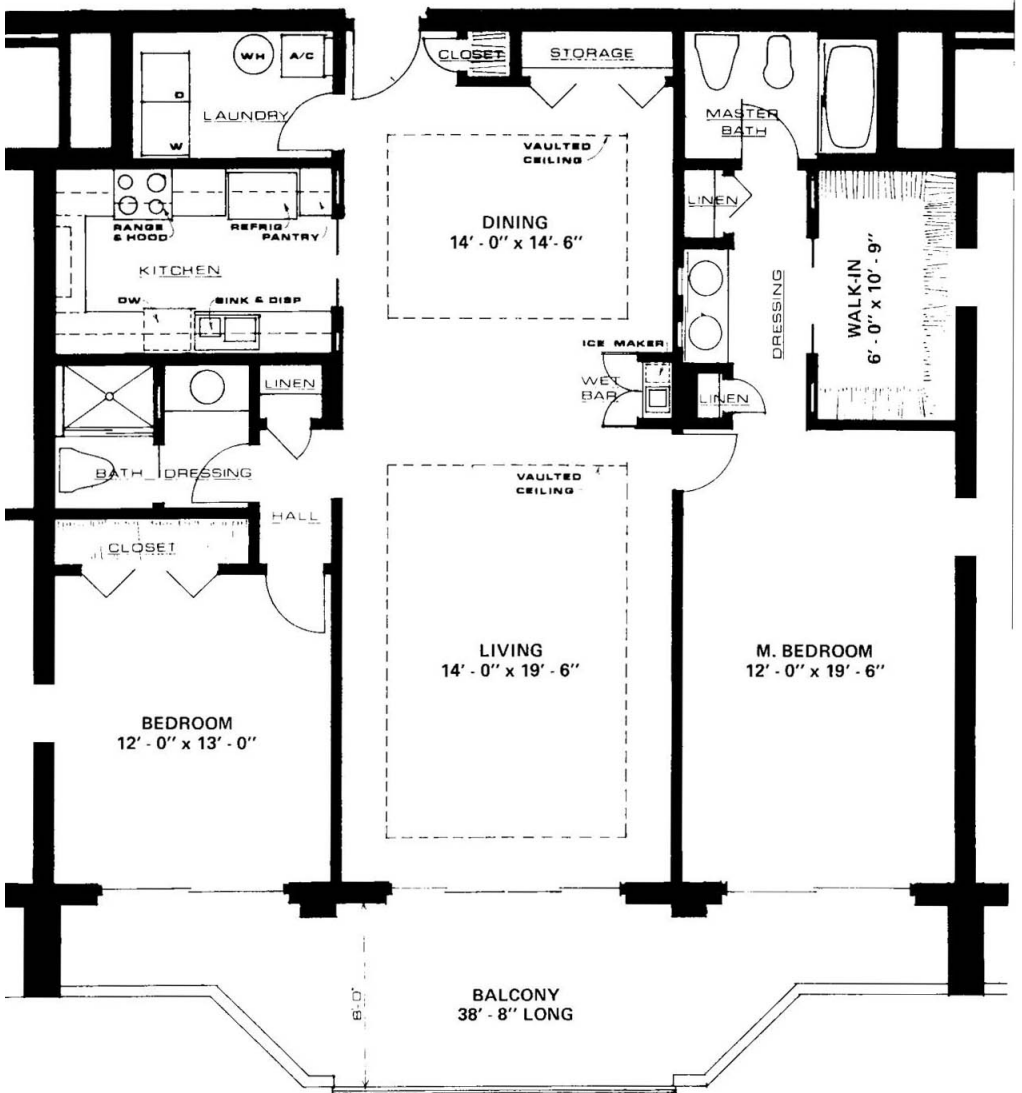 WH
A/C
CLOSET
STORAGE
D
W
LAUNDRY
MASTER
BATH
VAULTED
CEILING
RANGE
& HOOD
REFRIG
PANTRY
KITCHEN
DW
SINK & DISP
DINING
14' - 0" x 14' - 6"
LINEN
DRESSING
WALK-IN
6' - 0" x 10' - 9"
ICE MAKER
WET
BAR
LINEN
LINEN
BATH
DRESSING
HALL
CLOSET
VAULTED
CEILING
LIVING
14' - 0" x 19' - 6"
M. BEDROOM
12' - 0" x 19' - 6"
BEDROOM
12' - 0" x 13' - 0"
8'-0"
BALCONY
38' - 8" LONG